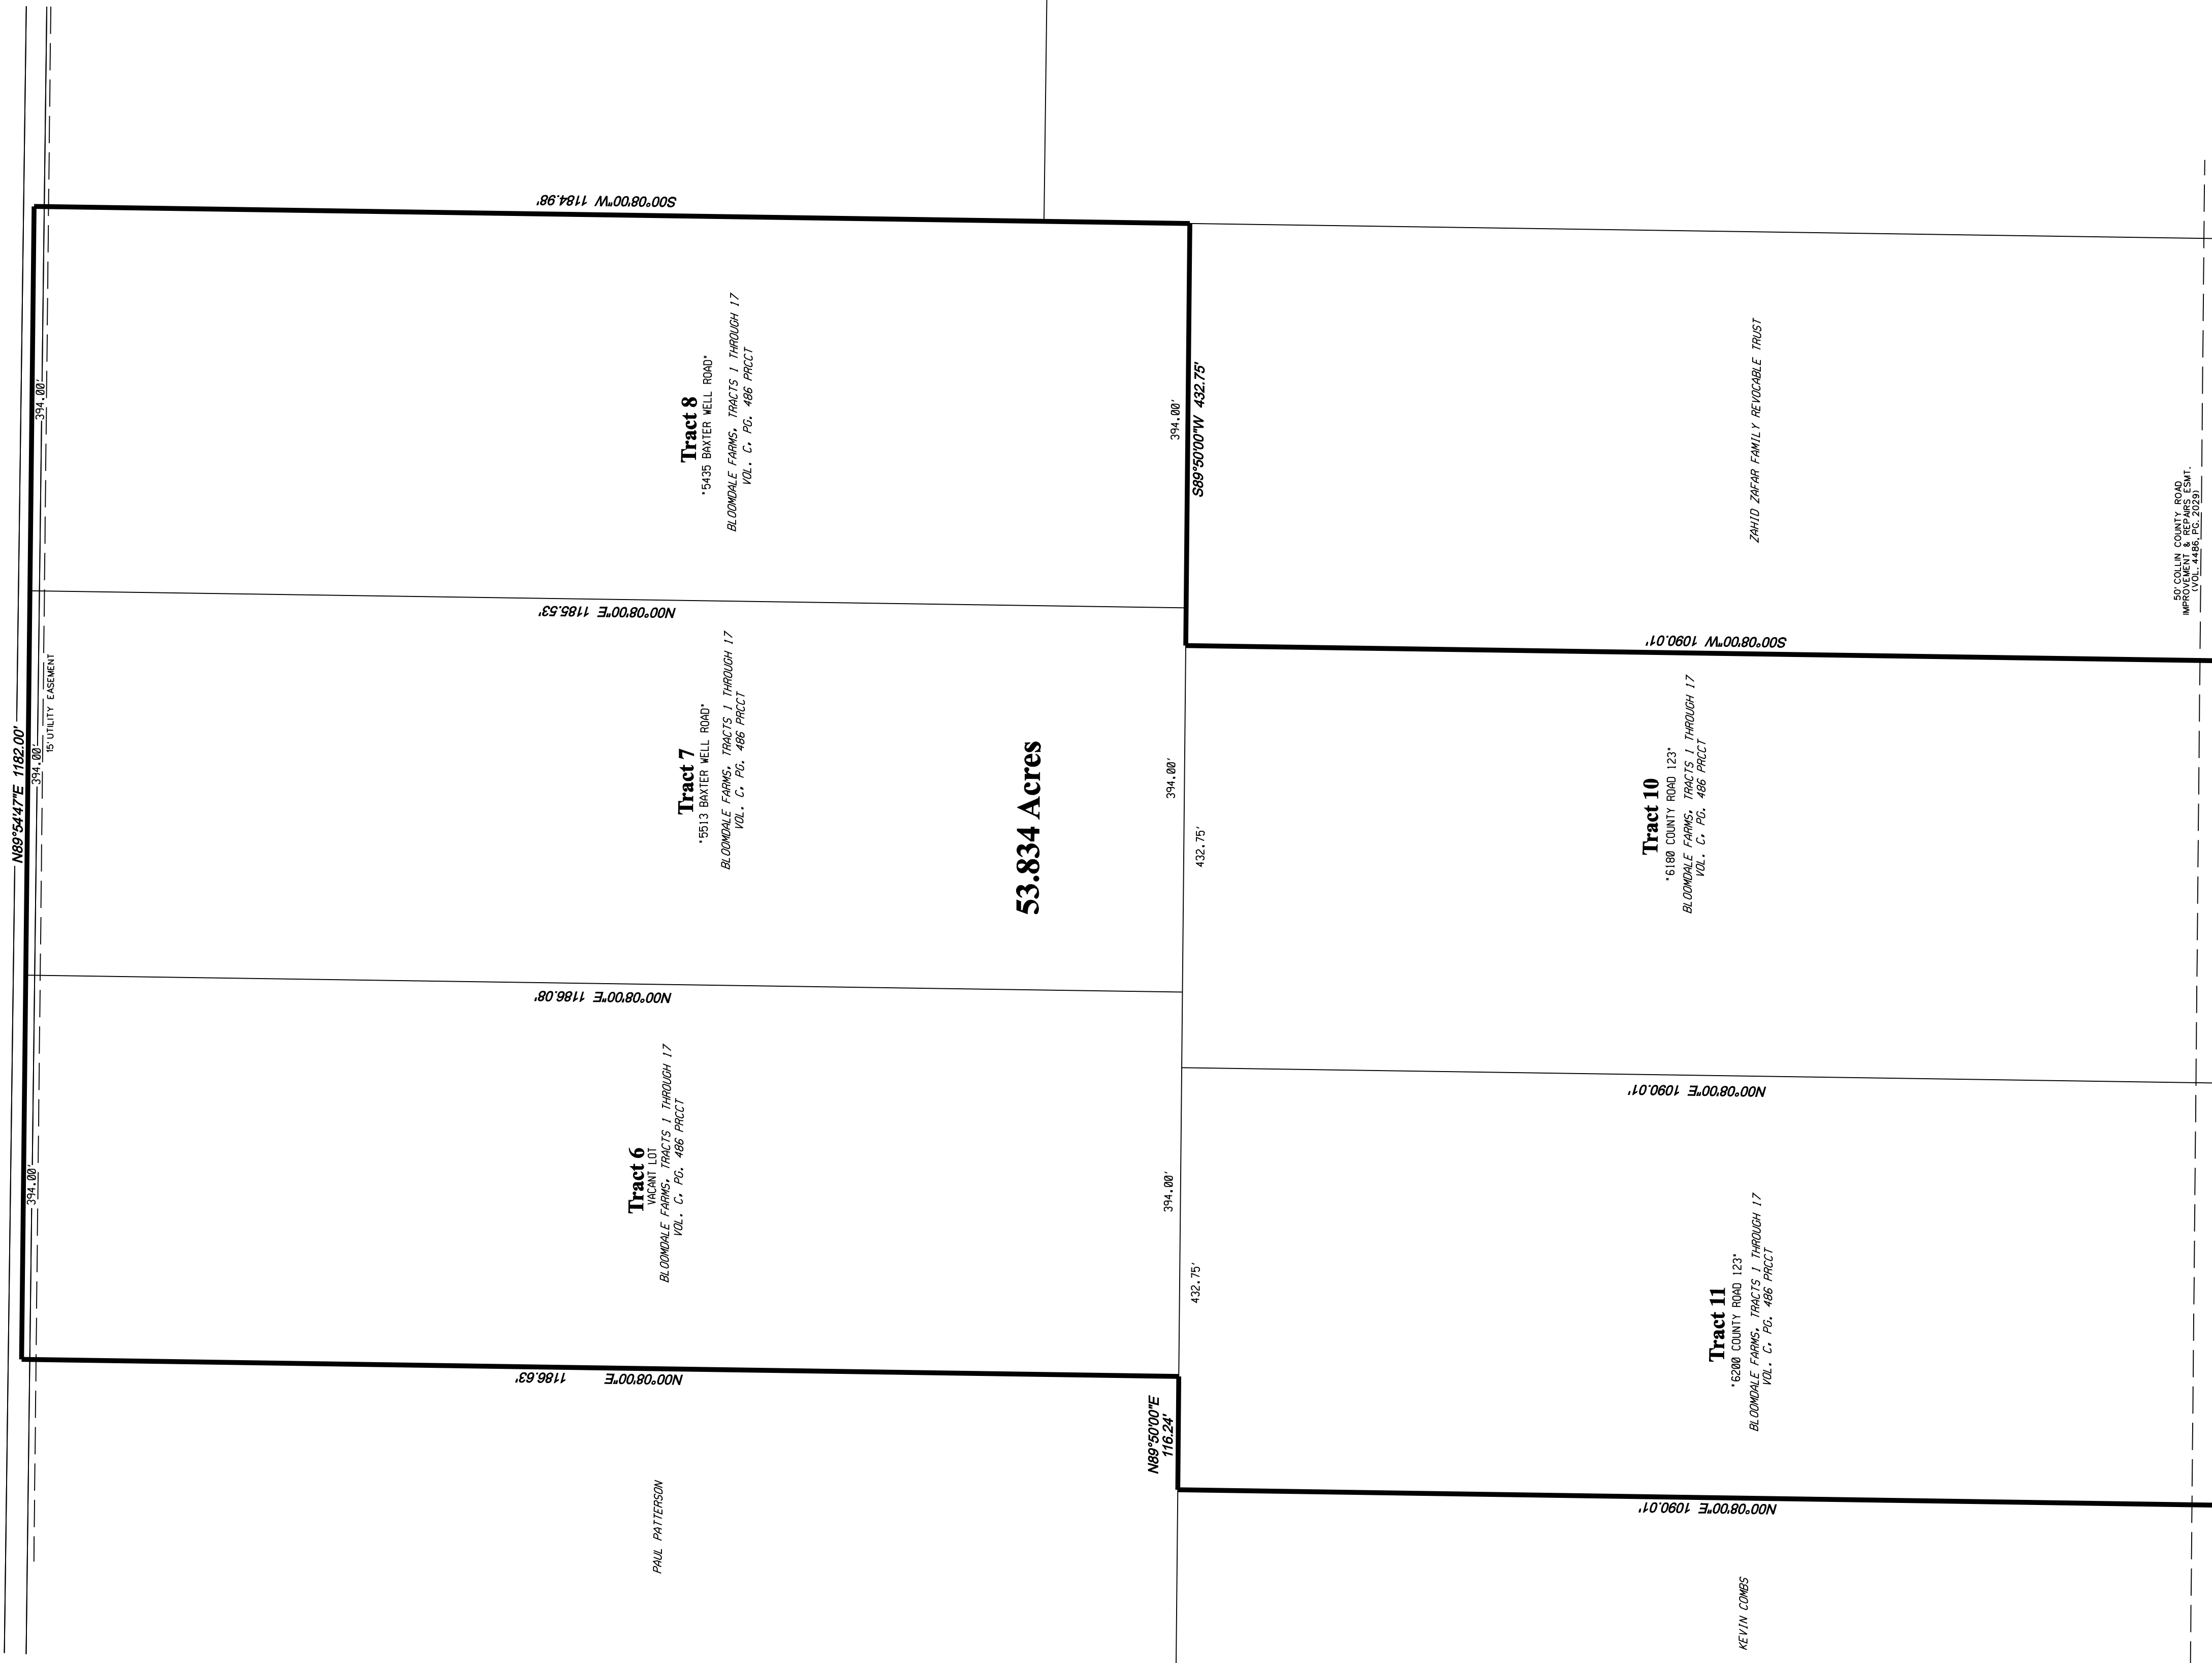 N89°54'47"E 1182.00'
394.00'
394.00'
394.00'
15' UTILITY EASEMENT
N00°08'00"E 1186.63'
N00°08'00"E 1186.08'
N00°08'00"E 1185.53'
S00°08'00"W 1184.98'
PAUL PATTERSON
Tract 6
VACANT LOT
BLOOMDALE FARMS, TRACTS 1 THROUGH 17
VOL. C, PG. 486 PRCCT
Tract 7
"5513 BAXTER WELL ROAD"
BLOOMDALE FARMS, TRACTS 1 THROUGH 17
VOL. C, PG. 486 PRCCT
Tract 8
"5435 BAXTER WELL ROAD"
BLOOMDALE FARMS, TRACTS 1 THROUGH 17
VOL. C, PG. 486 PRCCT
53.834 Acres
N89°50'00"E
116.24'
394.00'
394.00'
394.00'
432.75'
432.75'
S89°50'00"W 432.75'
N00°08'00"E 1090.01'
N00°08'00"E 1090.01'
S00°08'00"W 1090.01'
KEVIN COMBS
Tract 11
"6200 COUNTY ROAD 123"
BLOOMDALE FARMS, TRACTS 1 THROUGH 17
VOL. C, PG. 486 PRCCT
Tract 10
"6180 COUNTY ROAD 123"
BLOOMDALE FARMS, TRACTS 1 THROUGH 17
VOL. C, PG. 486 PRCCT
ZAHID ZAFAR FAMILY REVOCABLE TRUST
50' COLLIN COUNTY ROAD
IMPROVEMENT & REPAIRS ESMT.
(VOL. 4486, PG. 2029)